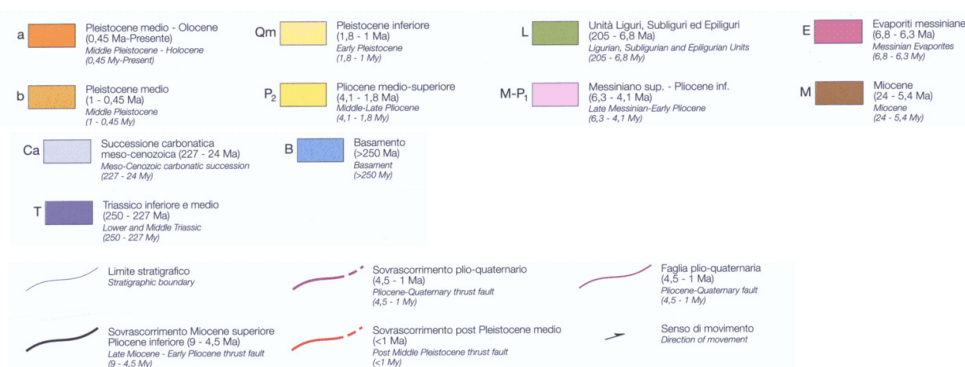 a
Pleistocene medio - Olocene
(0,45 Ma-Presente)
Middle Pleistocene - Holocene
(0,45 My-Present)
Qm
Pleistocene inferiore
(1,8 - 1 Ma)
Early Pleistocene
(1,8 - 1 My)
L
Unità Liguri, Subliguri ed Epiliguri
(205 - 6,8 Ma)
Ligurian, Subligurian and Epiligurian Units
(205 - 6,8 My)
E
Evaporiti messiniane
(6,8 - 6,3 Ma)
Messinian Evaporites
(6,8 - 6,3 My)
b
Pleistocene medio
(1 - 0,45 Ma)
Middle Pleistocene
(1 - 0,45 My)
P2
Pliocene medio-superiore
(4,1 - 1,8 Ma)
Middle-Late Pliocene
(4,1 - 1,8 My)
M-P1
Messiniano sup. - Pliocene inf.
(6,3 - 4,1 Ma)
Late Messinian-Early Pliocene
(6,3 - 4,1 My)
M
Miocene
(24 - 5,4 Ma)
Miocene
(24 - 5,4 My)
Ca
Successione carbonatica
meso-cenozoica (227 - 24 Ma)
Meso-Cenozoic carbonatic succession
(227 - 24 My)
B
Basamento
(>250 Ma)
Basament
(>250 My)
T
Triassico inferiore e medio
(250 - 227 Ma)
Lower and Middle Triassic
(250 - 227 My)
Limite stratigrafico
Stratigraphic boundary
Sovrascorrimento plio-quaternario
(4,5 - 1 Ma)
Pliocene-Quaternary thrust fault
(4,5 - 1 My)
Faglia plio-quaternaria
(4,5 - 1 Ma)
Pliocene-Quaternary fault
(4,5 - 1 My)
Sovrascorrimento Miocene superiore
Pliocene inferiore (9 - 4,5 Ma)
Late Miocene - Early Pliocene thrust fault
(9 - 4,5 My)
Sovrascorrimento post Pleistocene medio
(<1 Ma)
Post Middle Pleistocene thrust fault
(<1 My)
Senso di movimento
Direction of movement